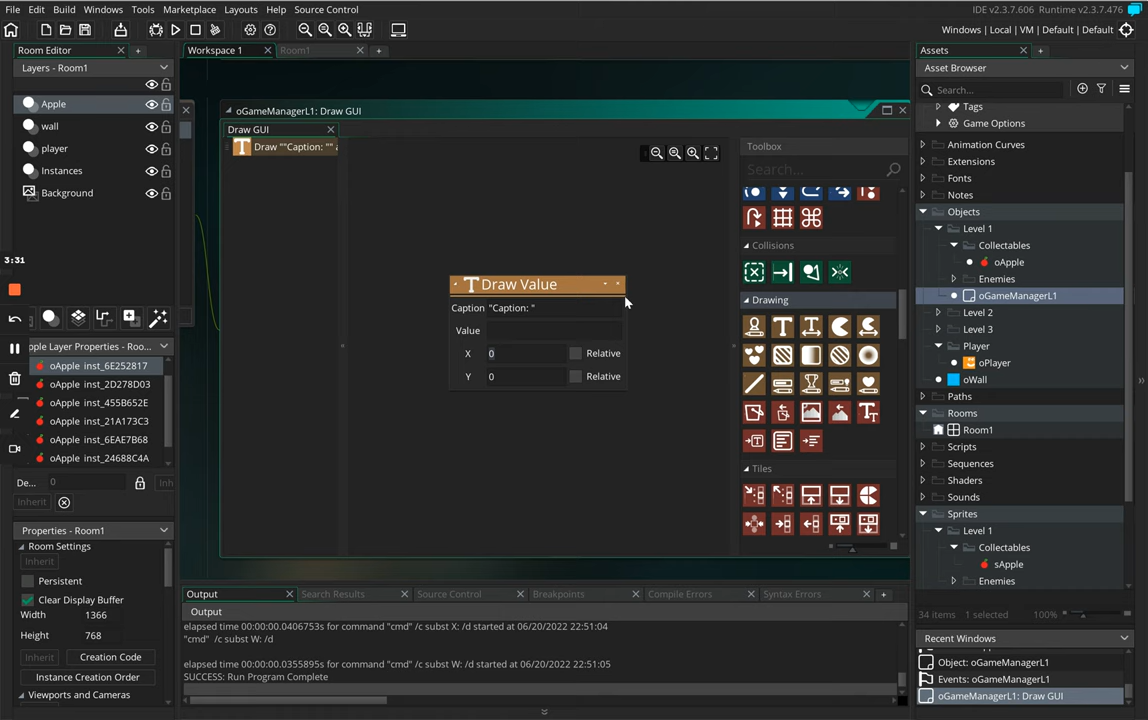 File Edit Build Windows Tools Marketplace Layouts Help Source Control
IDE v2.3.7.606 Runtime v2.3.7.476
Windows | Local | VM | Default | Default
Room Editor
Workspace 1
Room1
Assets
Layers - Room1
Asset Browser
Apple
wall
player
Instances
Background
3:31
pple Layer Properties - Roo...
oApple inst_6E252817
oApple inst_2D278D03
oApple inst_455B652E
oApple inst_21A173C3
oApple inst_6EAE7B68
oApple inst_24688C4A
De... 0 Inh
Inherit
Properties - Room1
Room Settings
Inherit
Persistent
Clear Display Buffer
Width 1366
Height 768
Inherit Creation Code
Instance Creation Order
Viewports and Cameras
oGameManagerL1: Draw GUI
Draw GUI
Draw ""Caption: "" a
Draw Value
Caption "Caption: "
Value
X 0 Relative
Y 0 Relative
Toolbox
Search...
Collisions
Drawing
Tiles
Output
Search Results
Source Control
Breakpoints
Compile Errors
Syntax Errors
Output
elapsed time 00:00:00.0406753s for command "cmd" /c subst X: /d started at 06/20/2022 22:51:04
"cmd" /c subst W: /d
elapsed time 00:00:00.0355895s for command "cmd" /c subst W: /d started at 06/20/2022 22:51:05
SUCCESS: Run Program Complete
Search...
Tags
Game Options
Animation Curves
Extensions
Fonts
Notes
Objects
Level 1
Collectables
oApple
Enemies
oGameManagerL1
Level 2
Level 3
Player
oPlayer
oWall
Paths
Rooms
Room1
Scripts
Sequences
Shaders
Sounds
Sprites
Level 1
Collectables
sApple
Enemies
34 items 1 selected 100%
Recent Windows
Object: oGameManagerL1
Events: oGameManagerL1
oGameManagerL1: Draw GUI